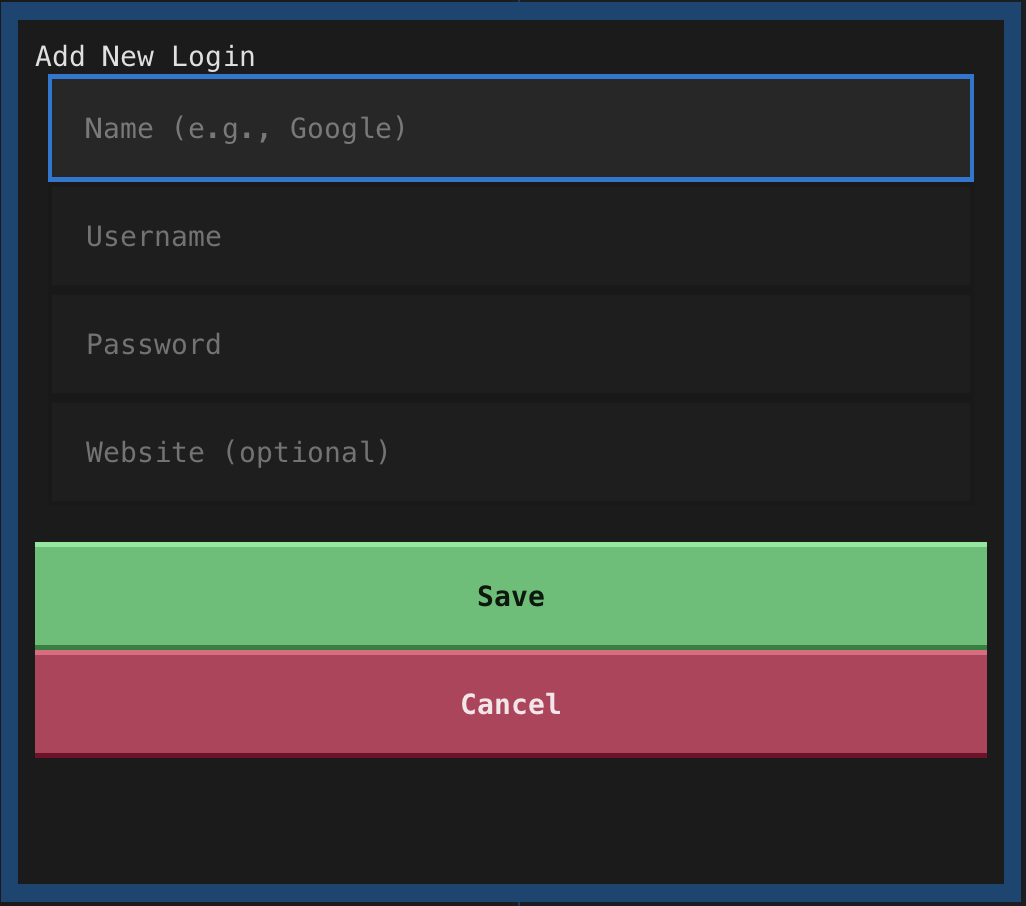 Add New Login
Name (e.g., Google)
Username
Password
Website (optional)
Save
Cancel